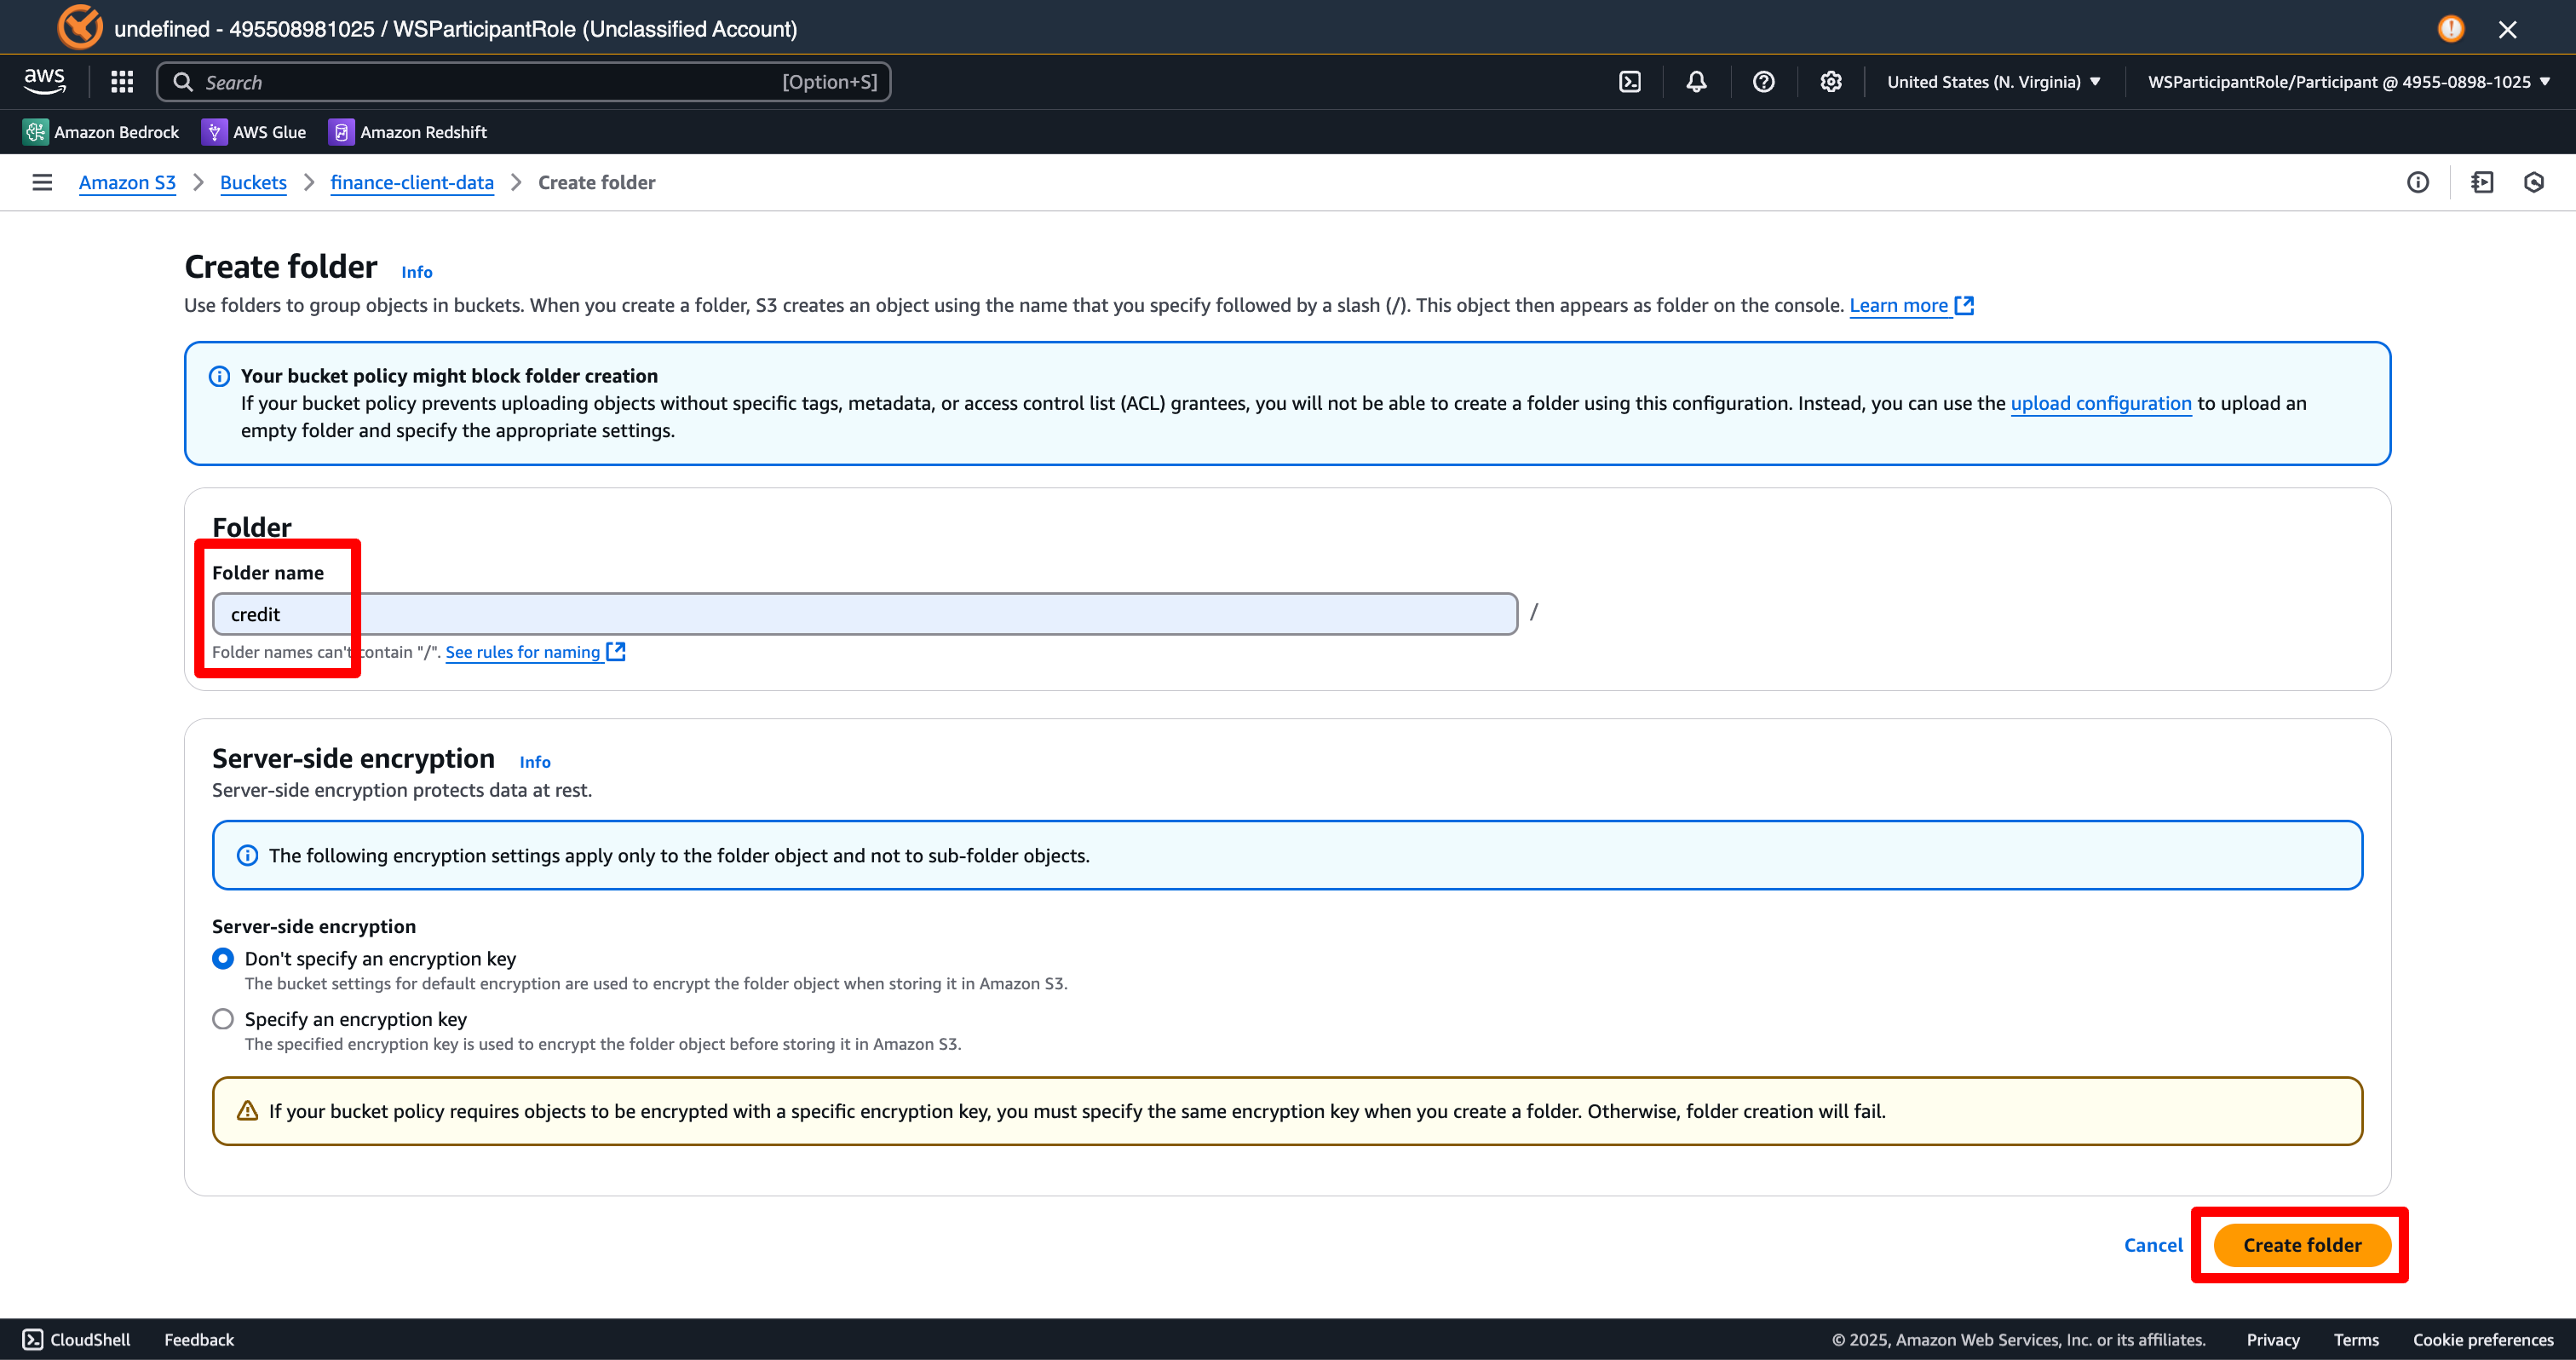 undefined - 495508981025 / WSParticipantRole (Unclassified Account)
aws
Search
[Option+S]
United States (N. Virginia)
WSParticipantRole/Participant @ 4955-0898-1025
Amazon Bedrock
AWS Glue
Amazon Redshift
Amazon S3
Buckets
finance-client-data
Create folder
Create folder
Info
Use folders to group objects in buckets. When you create a folder, S3 creates an object using the name that you specify followed by a slash (/). This object then appears as folder on the console. Learn more
Your bucket policy might block folder creation
If your bucket policy prevents uploading objects without specific tags, metadata, or access control list (ACL) grantees, you will not be able to create a folder using this configuration. Instead, you can use the upload configuration to upload an
empty folder and specify the appropriate settings.
Folder
Folder name
credit
/
Folder names can't contain "/". See rules for naming
Server-side encryption
Info
Server-side encryption protects data at rest.
The following encryption settings apply only to the folder object and not to sub-folder objects.
Server-side encryption
Don't specify an encryption key
The bucket settings for default encryption are used to encrypt the folder object when storing it in Amazon S3.
Specify an encryption key
The specified encryption key is used to encrypt the folder object before storing it in Amazon S3.
If your bucket policy requires objects to be encrypted with a specific encryption key, you must specify the same encryption key when you create a folder. Otherwise, folder creation will fail.
Cancel
Create folder
CloudShell
Feedback
© 2025, Amazon Web Services, Inc. or its affiliates.
Privacy
Terms
Cookie preferences